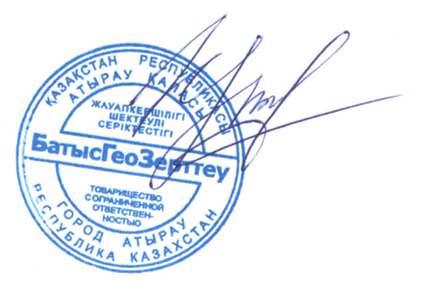 ҚАЗАҚСТАН РЕСПУБЛИКАСЫ
АТЫРАУ ҚАЛАСЫ
ЖАУАПКЕРШІЛІГІ
ШЕКТЕУЛІ
СЕРІКТЕСТІГІ
БатысГеоЗерттеу
ТОВАРИЩЕСТВО
С ОГРАНИЧЕННОЙ
ОТВЕТСТВЕН-
НОСТЬЮ
ГОРОД АТЫРАУ
РЕСПУБЛИКА КАЗАХСТАН